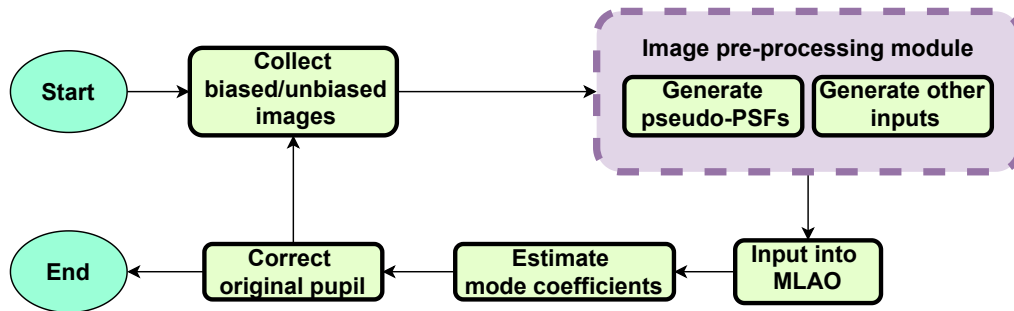 Start
Collect
biased/unbiased
images
Image pre-processing module
Generate
pseudo-PSFs
Generate other
inputs
Input into
MLAO
Estimate
mode coefficients
Correct
original pupil
End